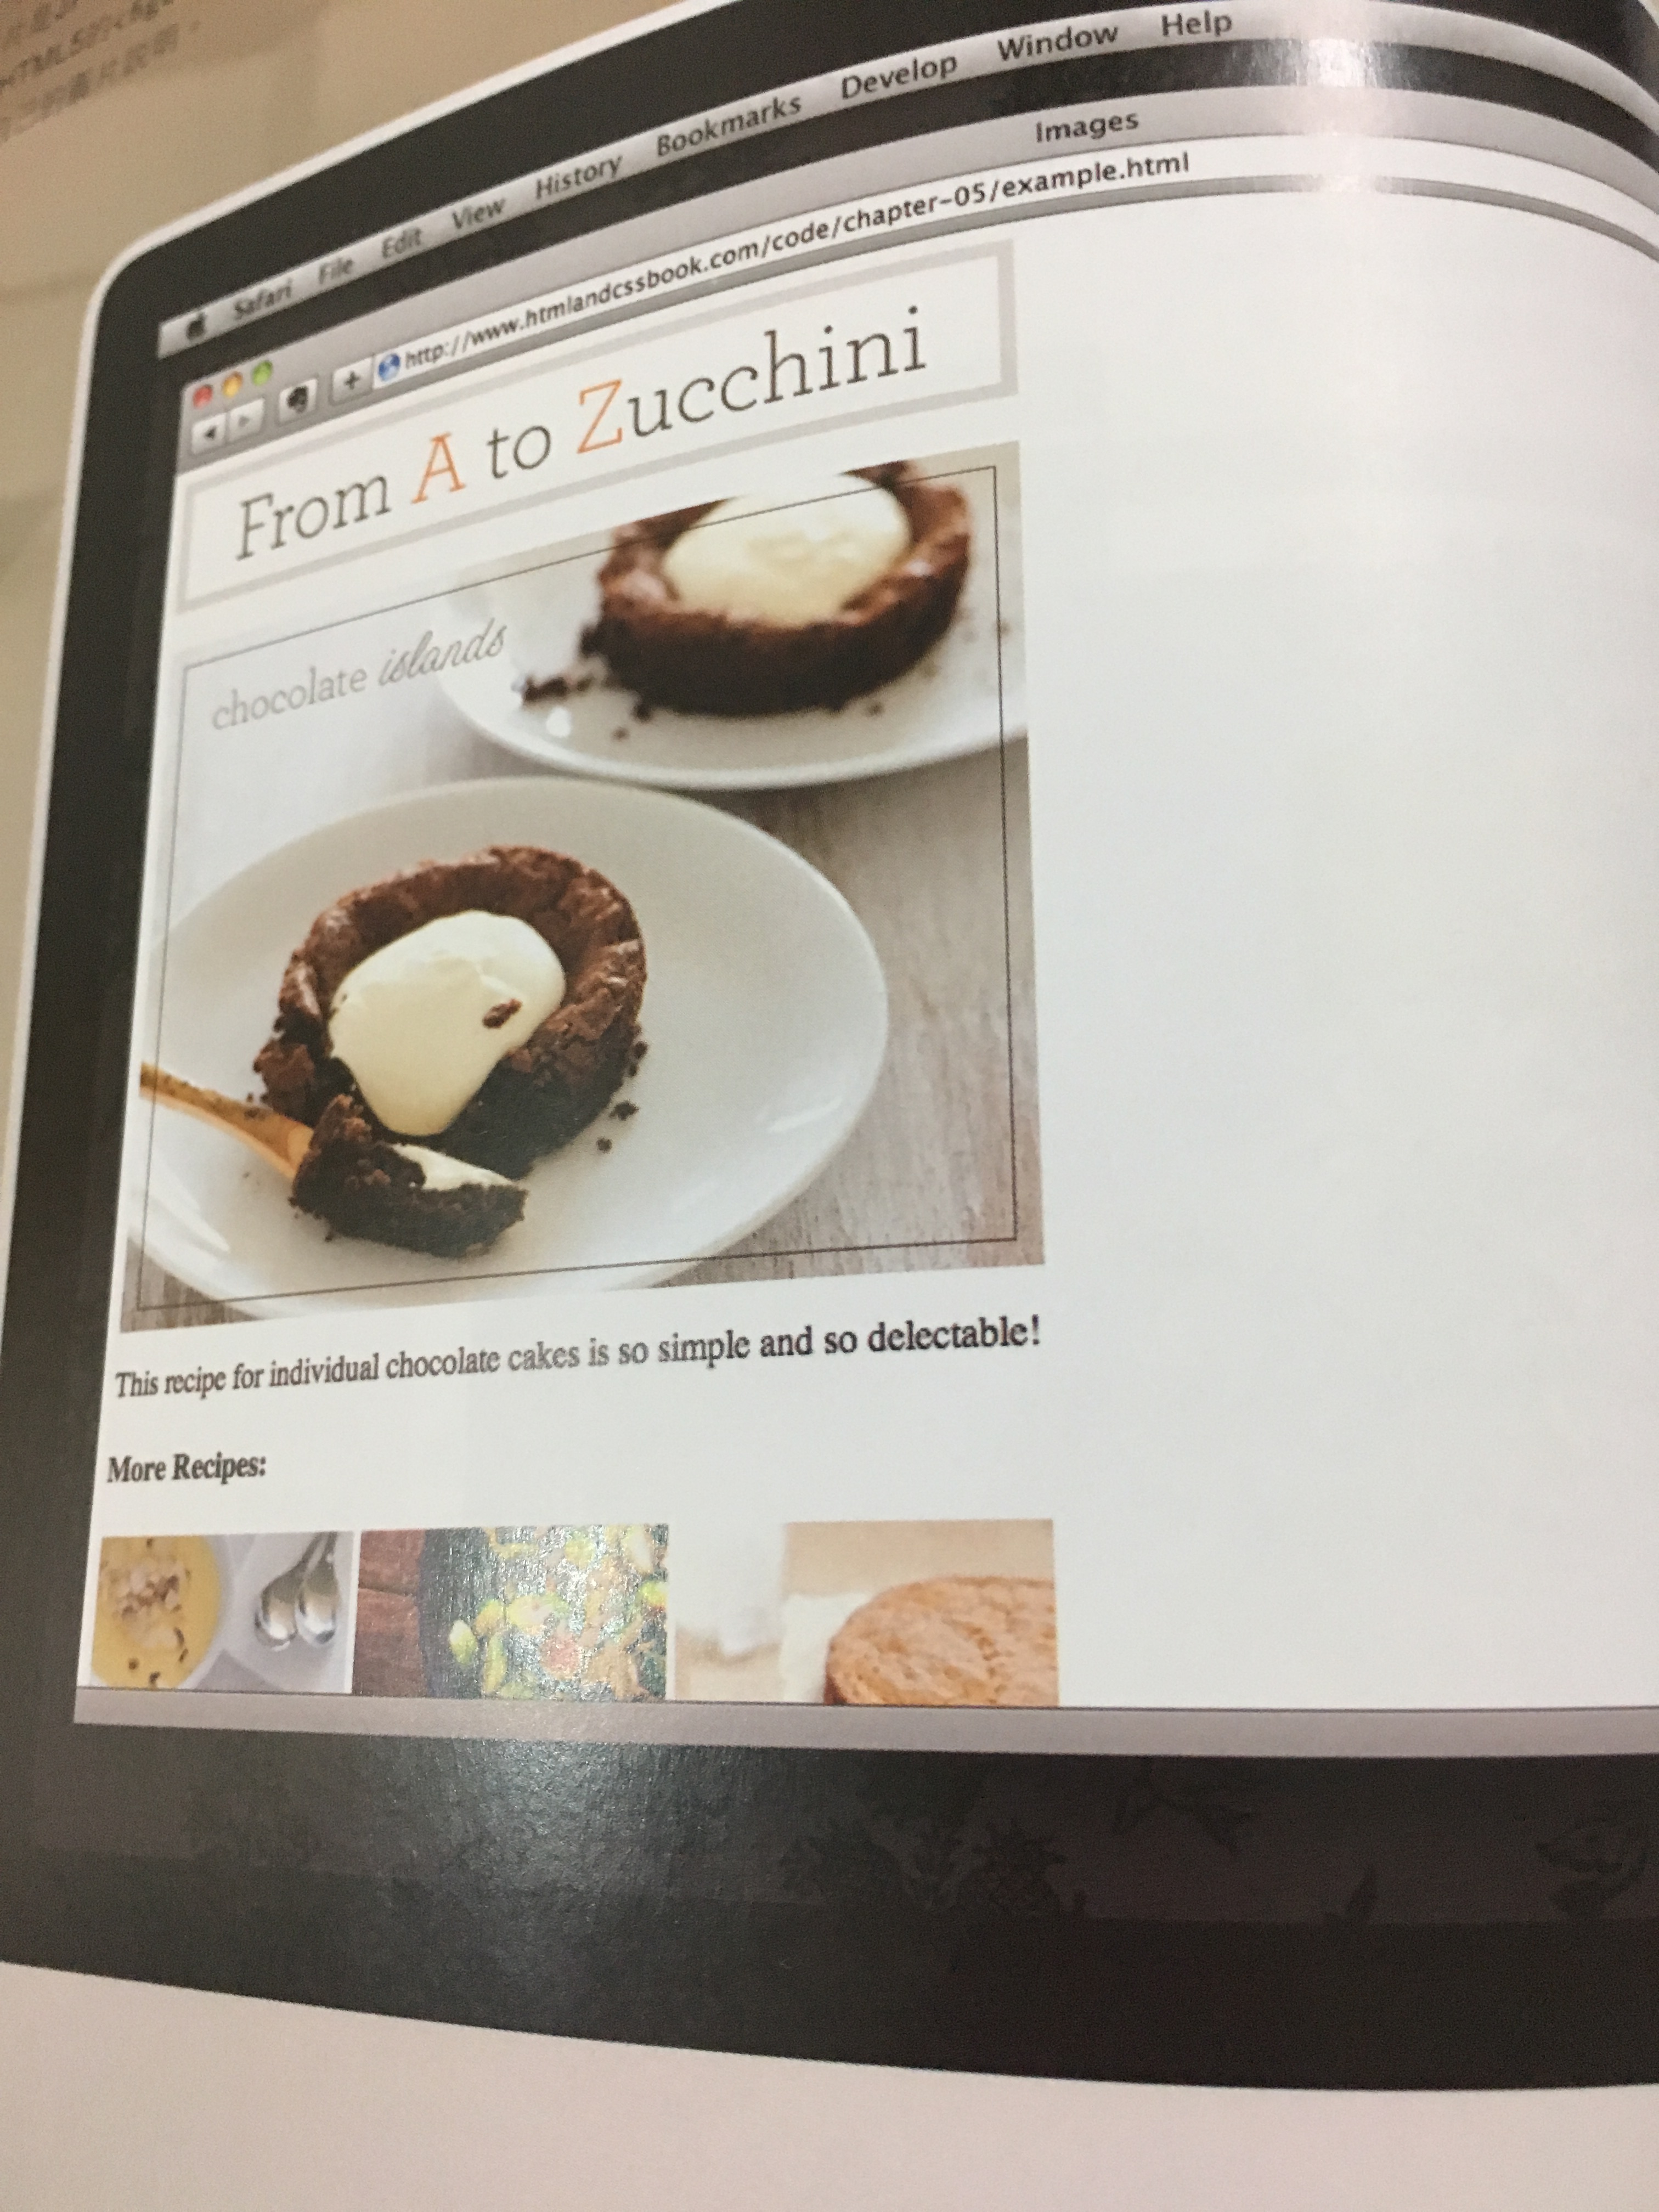 Safari File Edit View History Bookmarks Develop Window Help
Images
http://www.htmlandcssbook.com/code/chapter-05/example.html
From A to Zucchini
chocolate islands
This recipe for individual chocolate cakes is so simple and so delectable!
More Recipes: